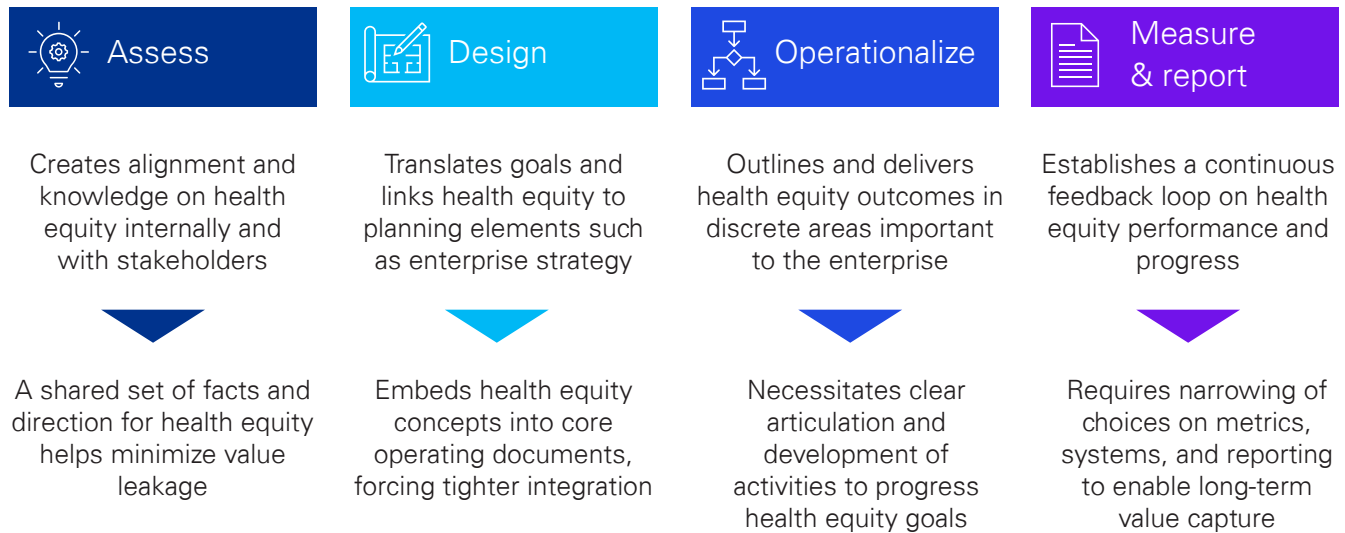 Assess
Creates alignment and
knowledge on health
equity internally and
with stakeholders
A shared set of facts and
direction for health equity
helps minimize value
leakage
Design
Translates goals and
links health equity to
planning elements such
as enterprise strategy
Embeds health equity
concepts into core
operating documents,
forcing tighter integration
Operationalize
Outlines and delivers
health equity outcomes in
discrete areas important
to the enterprise
Necessitates clear
articulation and
development of
activities to progress
health equity goals
Measure
& report
Establishes a continuous
feedback loop on health
equity performance and
progress
Requires narrowing of
choices on metrics,
systems, and reporting
to enable long-term
value capture